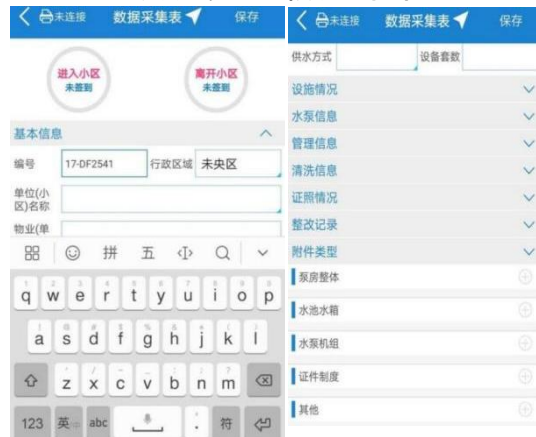 未连接 数据采集表 保存
进入小区
未签到
离开小区
未签到
基本信息
编号 17-DF2541 行政区域 未央区
单位(小
区)名称
物业(单
拼 五
q w e r t y u i o p
a s d f g h j k l
z x c v b n m
123 英/中 abc 符
未连接 数据采集表 保存
供水方式 设备套数
设施情况
水泵信息
管理信息
清洗信息
证照情况
整改记录
附件类型
泵房整体
水池水箱
水泵机组
证件制度
其他